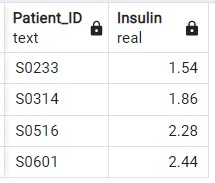 Patient_ID Insulin
text real
S0233 1.54
S0314 1.86
S0516 2.28
S0601 2.44